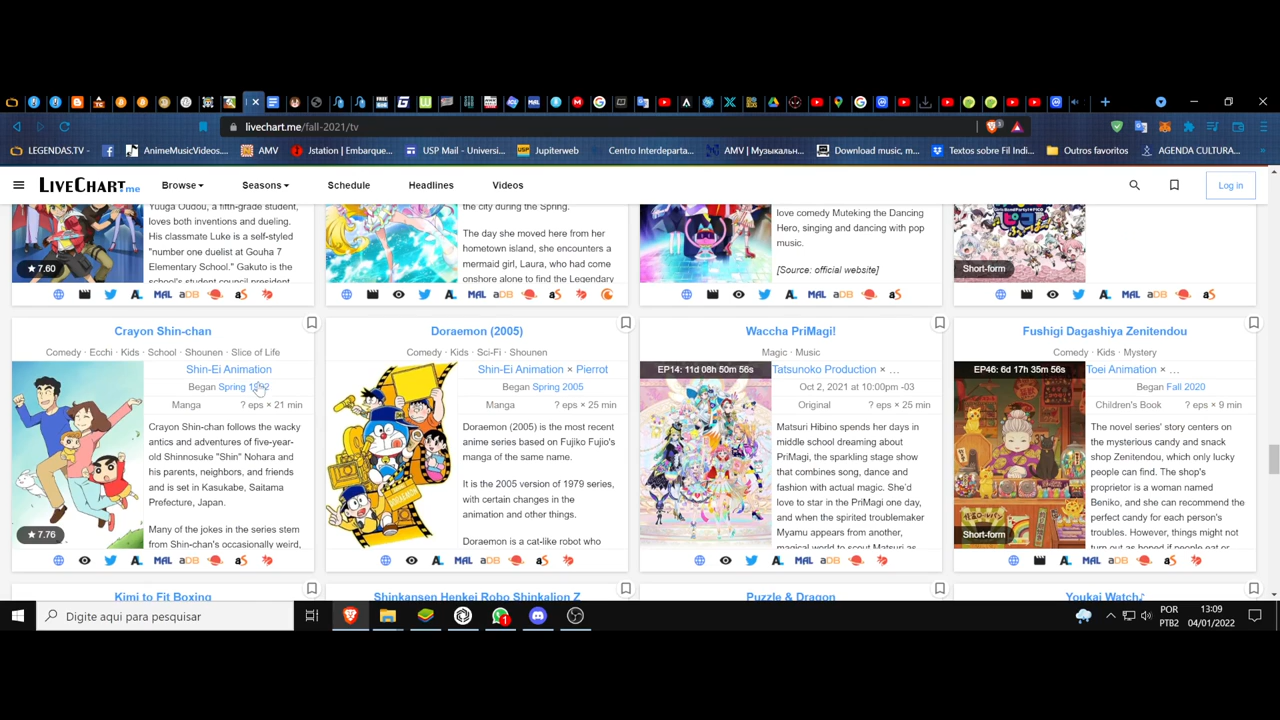 livechart.me/fall-2021/tv
LEGENDAS.TV -
AnimeMusicVideos....
AMV
Jstation | Embarque...
USP Mail - Universi...
Jupiterweb
Centro Interdeparta...
AMV | Музыкальн...
Download music, m...
Textos sobre Fil Indi...
Outros favoritos
AGENDA CULTURA...
LIVECHART.me
Browse
Seasons
Schedule
Headlines
Videos
Log in
Yuuga Oudou, a fifth-grade student,
loves both inventions and dueling.
His classmate Luke is a self-styled
"number one duelist at Gouha 7
Elementary School." Gakuto is the
school's student council president
7.60
the city during the Spring.
The day she moved here from her
hometown island, she encounters a
mermaid girl, Laura, who had come
onshore alone to find the Legendary
love comedy Muteking the Dancing
Hero, singing and dancing with pop
music.
[Source: official website]
Short-form
Crayon Shin-chan
Comedy · Ecchi · Kids · School · Shounen · Slice of Life
Shin-Ei Animation
Began Spring 1992
Manga ? eps × 21 min
Crayon Shin-chan follows the wacky
antics and adventures of five-year-
old Shinnosuke "Shin" Nohara and
his parents, neighbors, and friends
and is set in Kasukabe, Saitama
Prefecture, Japan.
Many of the jokes in the series stem
from Shin-chan's occasionally weird,
7.76
Doraemon (2005)
Comedy · Kids · Sci-Fi · Shounen
Shin-Ei Animation × Pierrot
Began Spring 2005
Manga ? eps × 25 min
Doraemon (2005) is the most recent
anime series based on Fujiko Fujio's
manga of the same name.
It is the 2005 version of 1979 series,
with certain changes in the
animation and other things.
Doraemon is a cat-like robot who
Waccha PriMagi!
Magic · Music
EP14: 11d 08h 50m 56s
Tatsunoko Production × ...
Oct 2, 2021 at 10:00pm -03
Original ? eps × 25 min
Matsuri Hibino spends her days in
middle school dreaming about
PriMagi, the sparkling stage show
that combines song, dance and
fashion with actual magic. She'd
love to star in the PriMagi one day,
and when the spirited troublemaker
Myamu appears from another,
magical world to scout Matsuri as
Fushigi Dagashiya Zenitendou
Comedy · Kids · Mystery
EP46: 6d 17h 35m 56s
Toei Animation × ...
Began Fall 2020
Children's Book ? eps × 9 min
The novel series' story centers on
the mysterious candy and snack
shop Zenitendou, which only lucky
people can find. The shop's
proprietor is a woman named
Beniko, and she can recommend the
perfect candy for each person's
troubles. However, things might not
turn out as hoped if people eat or
Short-form
Kimi to Fit Boxing
Shinkansen Henkei Robo Shinkalion Z
Puzzle & Dragon
Youkai Watch♪
Digite aqui para pesquisar
POR
PTB2
13:09
04/01/2022